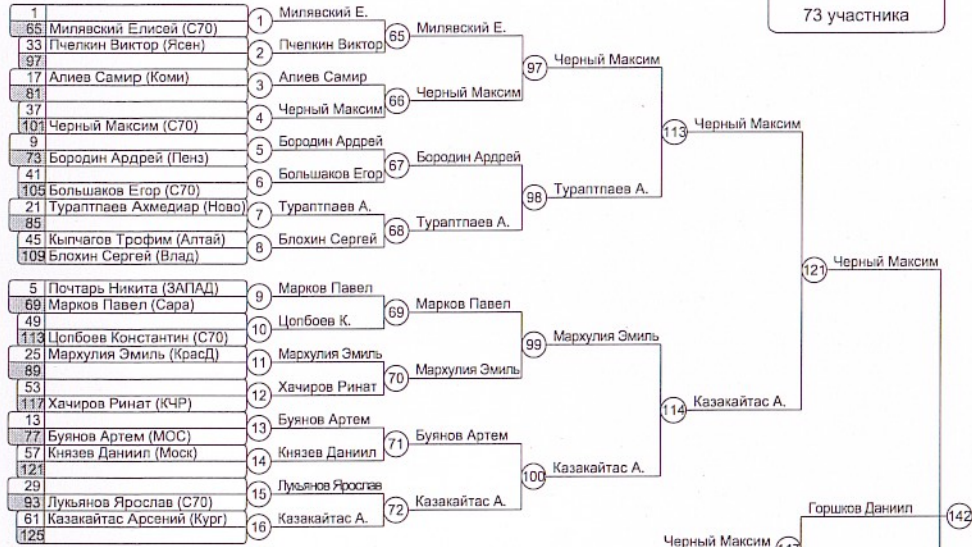 73 участника
1
65 Милявский Елисей (С70)
33 Пчелкин Виктор (Ясен)
97
17 Алиев Самир (Коми)
81
37
101 Черный Максим (С70)
9
73 Бородин Ардрей (Пенз)
41
105 Большаков Егор (С70)
21 Тураптпаев Ахмедиар (Ново)
85
45 Кыпчагов Трофим (Алтай)
109 Блохин Сергей (Влад)
5 Почтарь Никита (ЗАПАД)
69 Марков Павел (Сара)
49
113 Цопбоев Константин (С70)
25 Мархулия Эмиль (КрасД)
89
53
117 Хачиров Ринат (КЧР)
13
77 Буянов Артем (МОС)
57 Князев Даниил (Моск)
121
29
93 Лукьянов Ярослав (С70)
61 Казакайтас Арсений (Кург)
125
1 Милявский Е.
2 Пчелкин Виктор
3 Алиев Самир
4 Черный Максим
5 Бородин Ардрей
6 Большаков Егор
7 Тураптпаев А.
8 Блохин Сергей
9 Марков Павел
10 Цопбоев К.
11 Мархулия Эмиль
12 Хачиров Ринат
13 Буянов Артем
14 Князев Даниил
15 Лукьянов Ярослав
16 Казакайтас А.
65 Милявский Е.
66 Черный Максим
67 Бородин Ардрей
68 Тураптпаев А.
69 Марков Павел
70 Мархулия Эмиль
71 Буянов Артем
72 Казакайтас А.
97 Черный Максим
98 Тураптпаев А.
99 Мархулия Эмиль
100 Казакайтас А.
113 Черный Максим
114 Казакайтас А.
121 Черный Максим
Горшков Даниил
142
Черный Максим